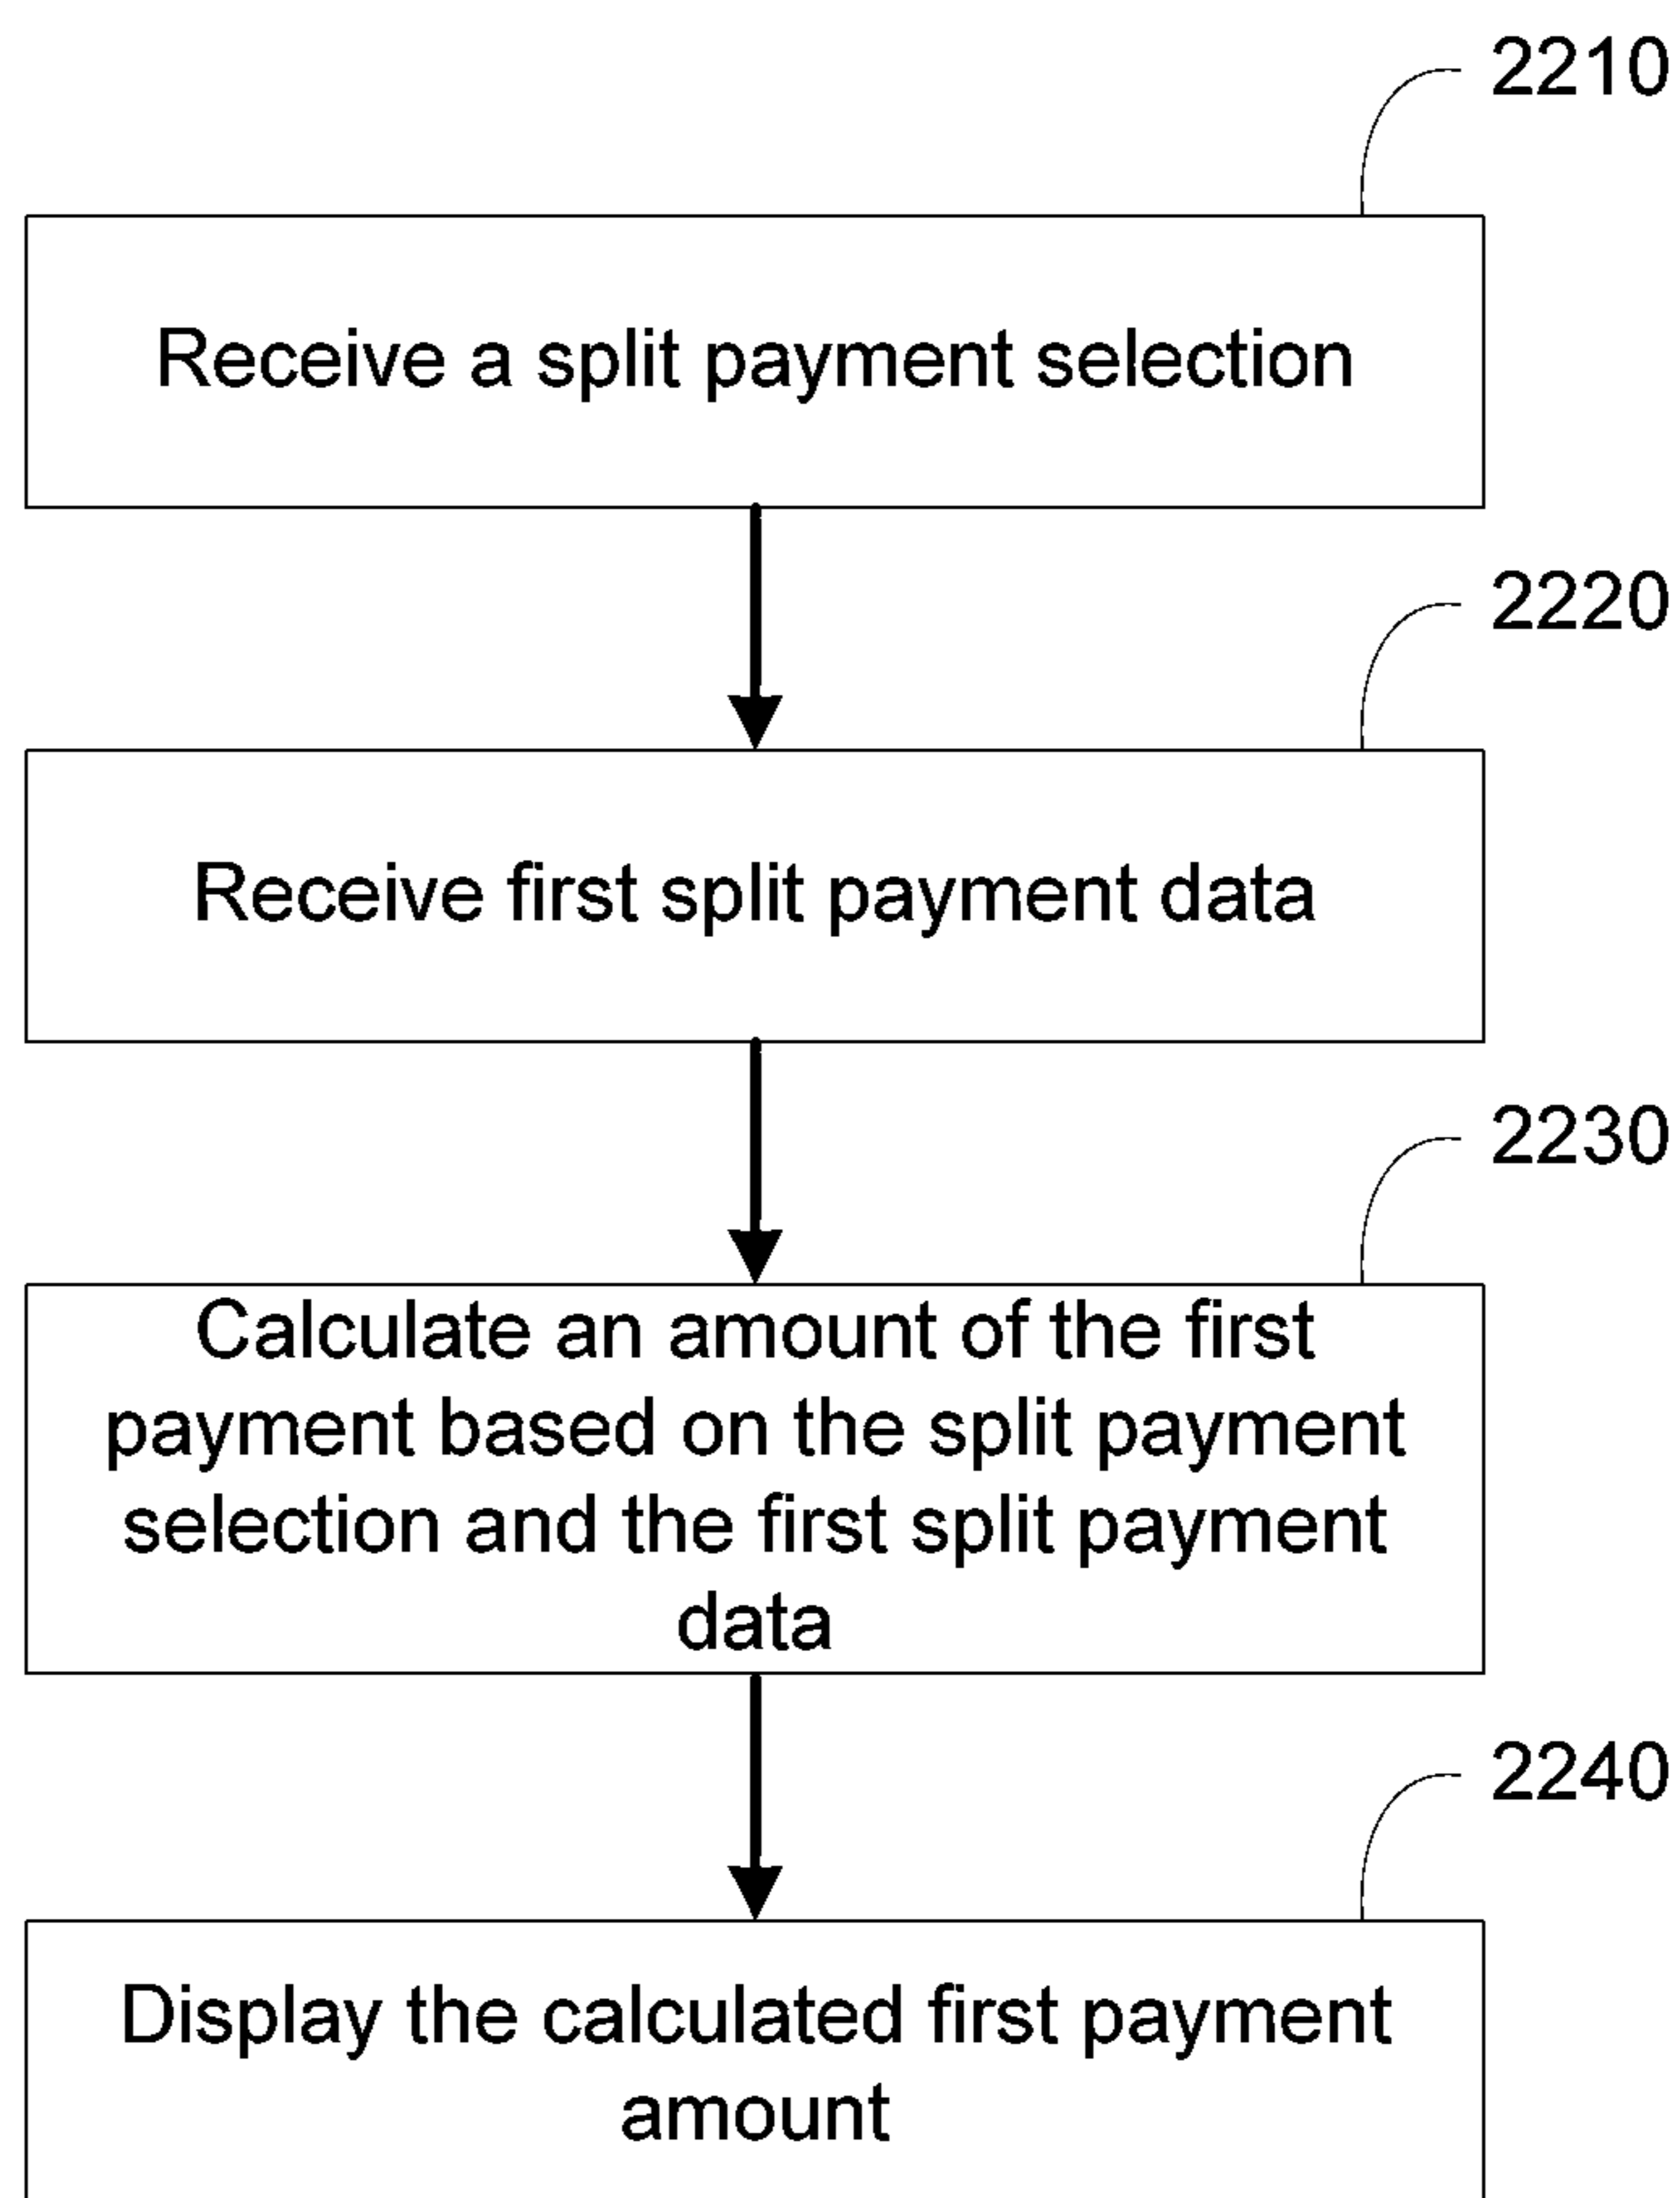 2210
Receive a split payment selection
2220
Receive first split payment data
2230
Calculate an amount of the first
payment based on the split payment
selection and the first split payment
data
2240
Display the calculated first payment
amount